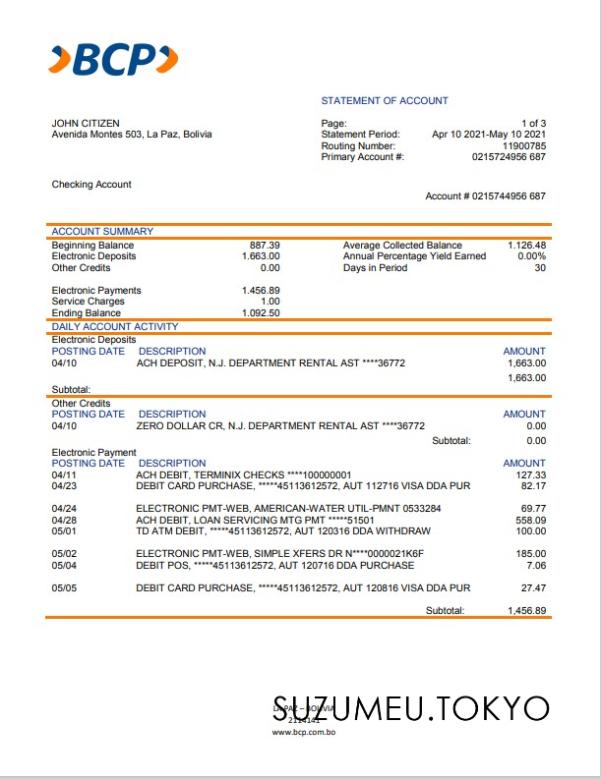 BCP
STATEMENT OF ACCOUNT
JOHN CITIZEN
Avenida Montes 503, La Paz, Bolivia
Page: 1 of 3
Statement Period: Apr 10 2021-May 10 2021
Routing Number: 11900785
Primary Account #: 0215724956 687
Checking Account
Account # 0215744956 687
ACCOUNT SUMMARY
Beginning Balance 887.39 Average Collected Balance 1.126.48
Electronic Deposits 1.663.00 Annual Percentage Yield Earned 0.00%
Other Credits 0.00 Days in Period 30
Electronic Payments 1.456.89
Service Charges 1.00
Ending Balance 1.092.50
DAILY ACCOUNT ACTIVITY
Electronic Deposits
POSTING DATE DESCRIPTION AMOUNT
04/10 ACH DEPOSIT, N.J. DEPARTMENT RENTAL AST ****36772 1,663.00
1,663.00
Subtotal:
Other Credits
POSTING DATE DESCRIPTION AMOUNT
04/10 ZERO DOLLAR CR, N.J. DEPARTMENT RENTAL AST ****36772 0.00
Subtotal: 0.00
Electronic Payment
POSTING DATE DESCRIPTION AMOUNT
04/11 ACH DEBIT, TERMINIX CHECKS ****100000001 127.33
04/23 DEBIT CARD PURCHASE, *****45113612572, AUT 112716 VISA DDA PUR 82.17
04/24 ELECTRONIC PMT-WEB, AMERICAN-WATER UTIL-PMNT 0533284 69.77
04/28 ACH DEBIT, LOAN SERVICING MTG PMT *****51501 558.09
05/01 TD ATM DEBIT, *****45113612572, AUT 120316 DDA WITHDRAW 100.00
05/02 ELECTRONIC PMT-WEB, SIMPLE XFERS DR N****0000021K6F 185.00
05/04 DEBIT POS, *****45113612572, AUT 120716 DDA PURCHASE 7.06
05/05 DEBIT CARD PURCHASE, *****45113612572, AUT 120816 VISA DDA PUR 27.47
Subtotal: 1,456.89
SUZUMEU.TOKYO
LA PAZ – BOLIVIA
www.bcp.com.bo